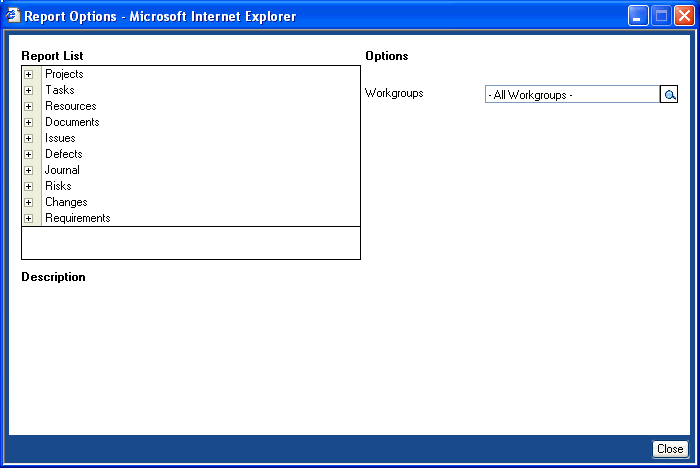 Report Options - Microsoft Internet Explorer
Report List
Options
Projects
Tasks
Resources
Documents
Issues
Defects
Journal
Risks
Changes
Requirements
Workgroups
- All Workgroups -
Description
Close